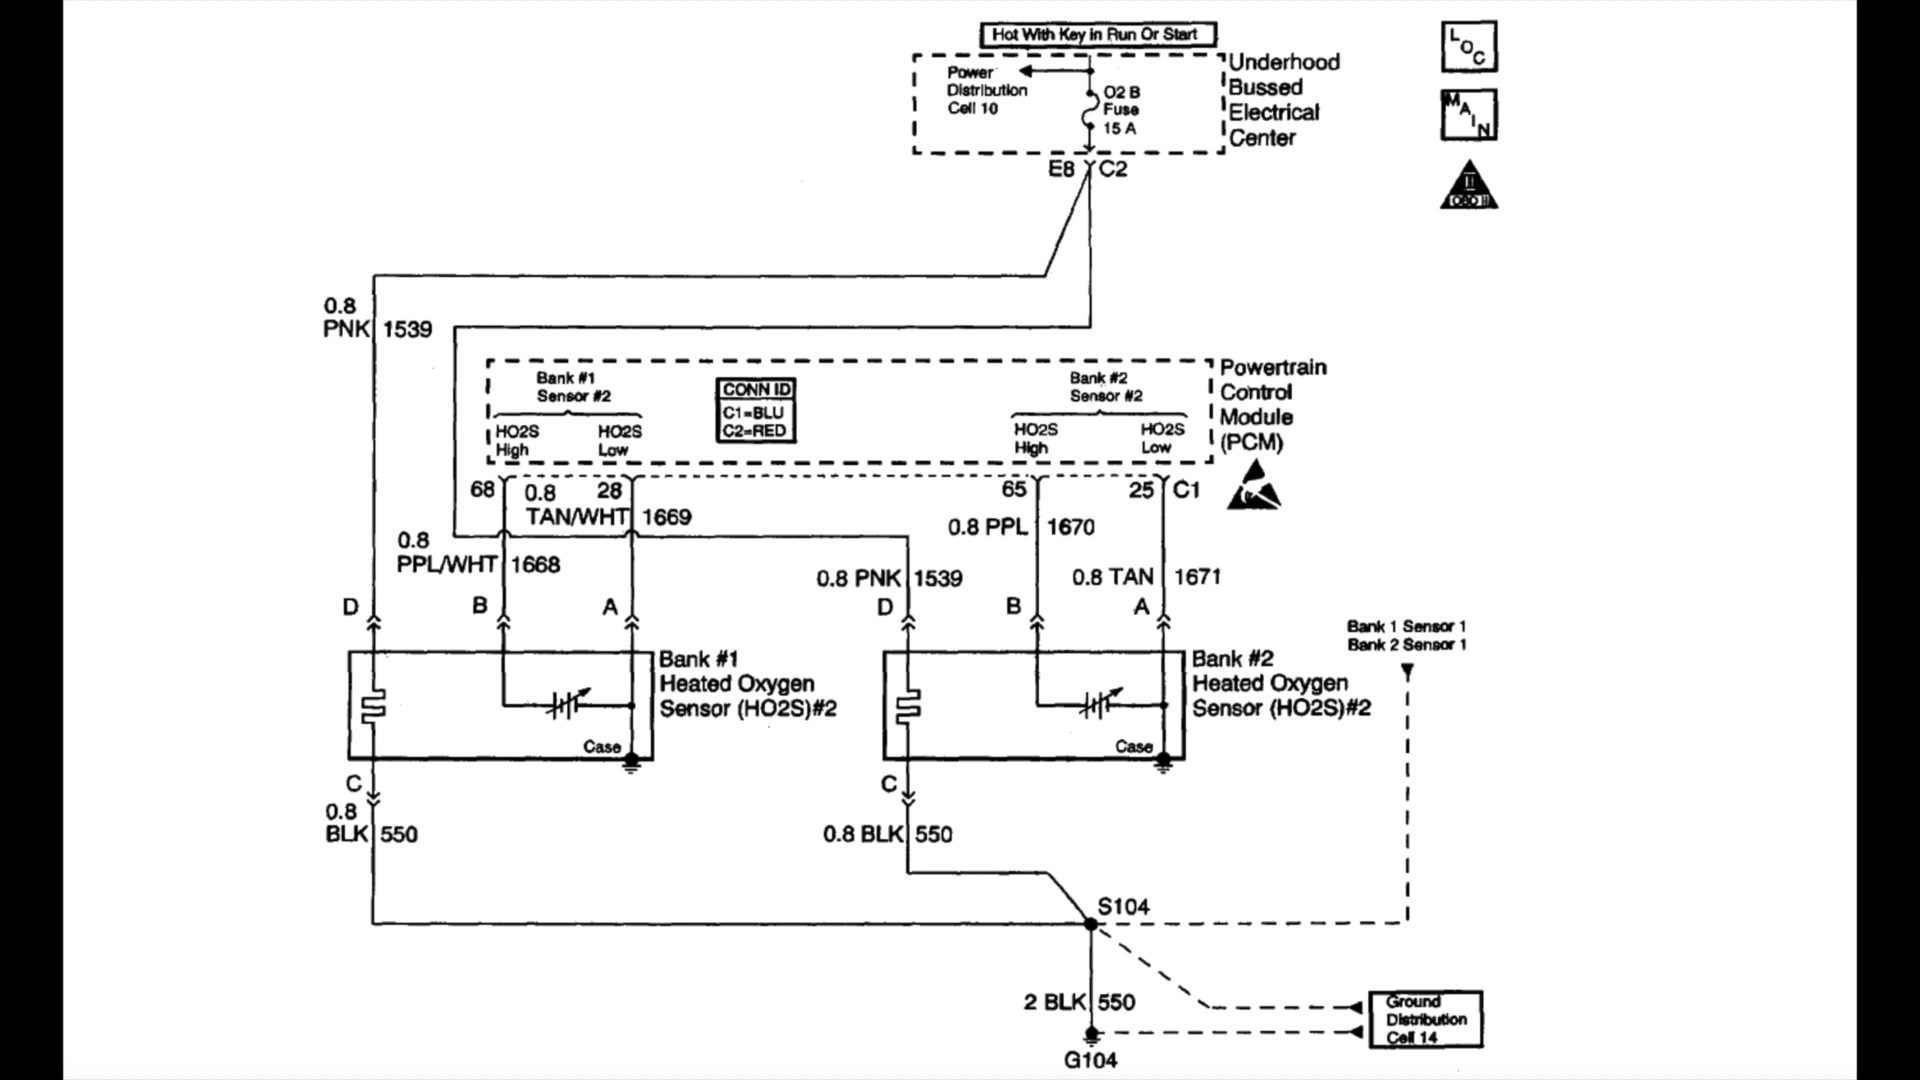 Hot With Key In Run Or Start
Power
Distribution
Cell 10
O2 B
Fuse
15 A
Underhood
Bussed
Electrical
Center
LOC
MAIN
II
OBD II
E8
C2
0.8
PNK
1539
Bank #1
Sensor #2
HO2S
High
HO2S
Low
CONN ID
C1=BLU
C2=RED
Bank #2
Sensor #2
HO2S
High
HO2S
Low
Powertrain
Control
Module
(PCM)
68
0.8
TAN/WHT
28
1669
65
25
C1
0.8 PPL
1670
0.8
PPL/WHT
1668
0.8 PNK
1539
0.8 TAN
1671
D
B
A
D
B
A
Bank 1 Sensor 1
Bank 2 Sensor 1
Bank #1
Heated Oxygen
Sensor (HO2S)#2
Case
Bank #2
Heated Oxygen
Sensor (HO2S)#2
Case
C
0.8
BLK
550
C
0.8 BLK
550
S104
2 BLK
550
G104
Ground
Distribution
Cell 14